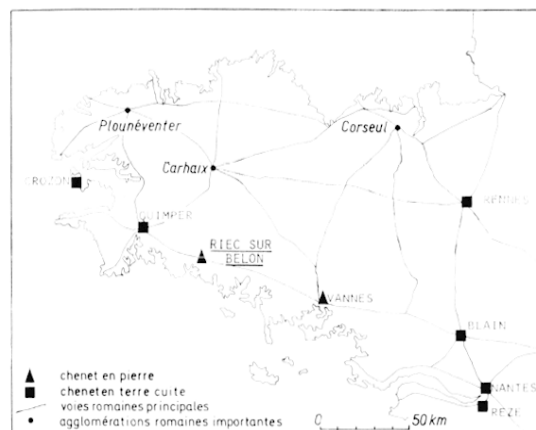 Plounéventer
Corseul
CROZON
Carhaix
RENNES
QUIMPER
RIEC SUR
BELON
VANNES
BLAIN
NANTES
REZE
chenet en pierre
cheneten terre cuite
voies romaines principales
agglomérations romaines importantes
0 50 km